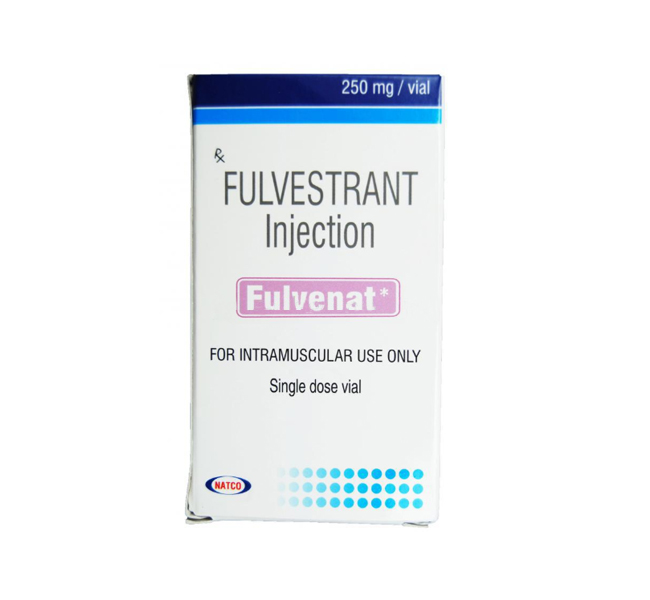 250 mg / vial
℞
FULVESTRANT
Injection
Fulvenat*
FOR INTRAMUSCULAR USE ONLY
Single dose vial
NATCO